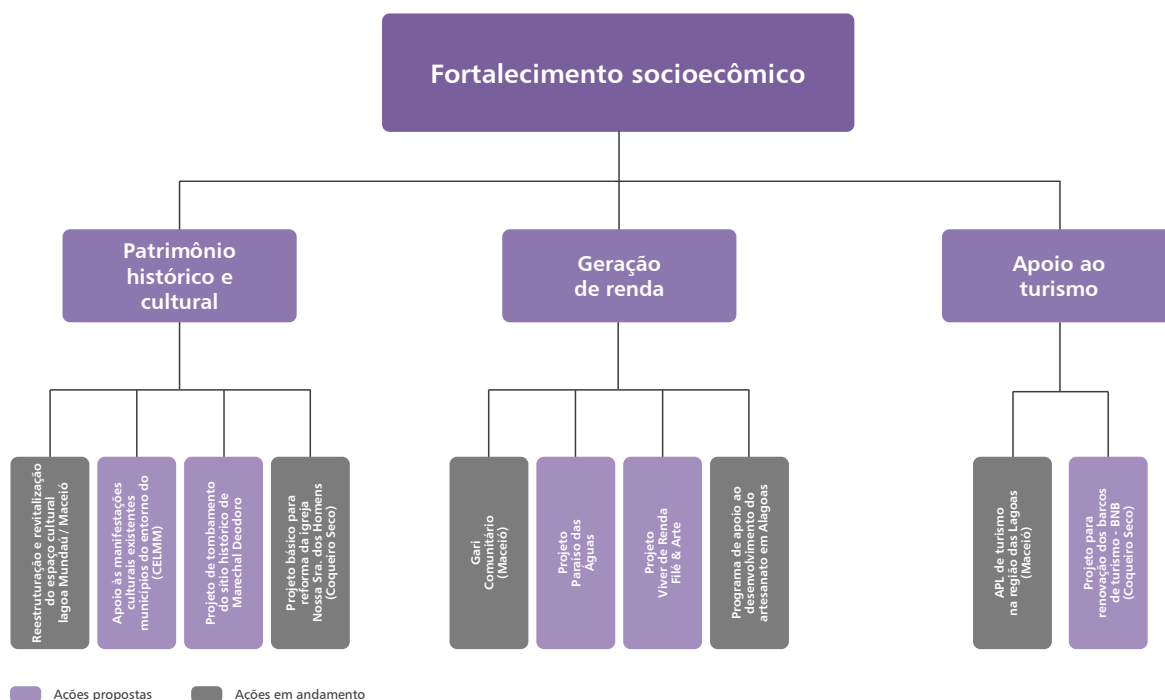 Fortalecimento socioecômico
Patrimônio
histórico e
cultural
Geração
de renda
Apoio ao
turismo
Reestruturação e revitalização
do espaço cultural
lagoa Mundaú / Maceió
Apoio às manifestações
culturais existentes
municípios do entorno do
(CELMM)
Projeto de tombamento
do sítio histórico de
Marechal Deodoro
Projeto básico para
reforma da igreja
Nossa Sra. dos Homens
(Coqueiro Seco)
Gari
Comunitário
(Maceió)
Projeto
Paraíso das
Águas
Projeto
Viver de Renda
Filé & Arte
Programa de apoio ao
desenvolvimento do
artesanato em Alagoas
APL de turismo
na região das Lagoas
(Maceió)
Projeto para
renovação dos barcos
de turismo - BNB
(Coqueiro Seco)
Ações propostas
Ações em andamento